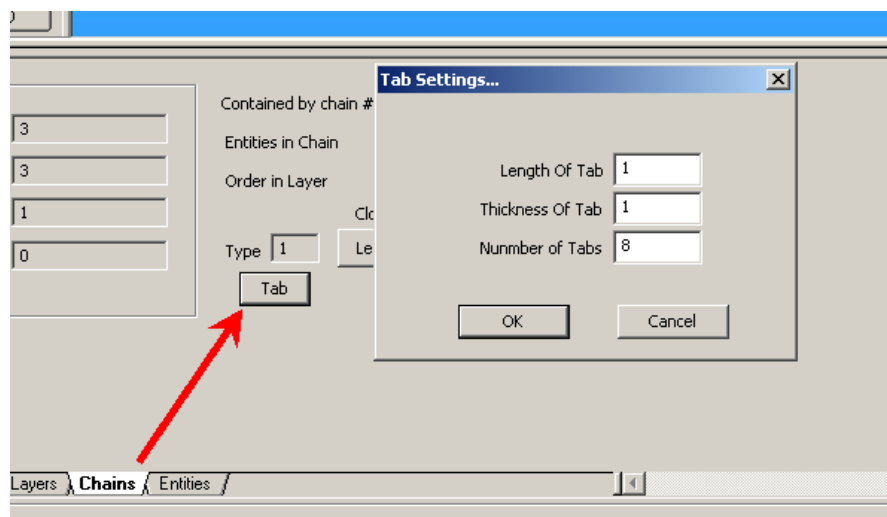 Tab Settings...
Contained by chain #
3
Entities in Chain
3
Length Of Tab 1
Order in Layer
1
Thickness Of Tab 1
Clo
Type 1
Le
Nunmber of Tabs 8
0
Tab
OK
Cancel
Layers Chains Entities